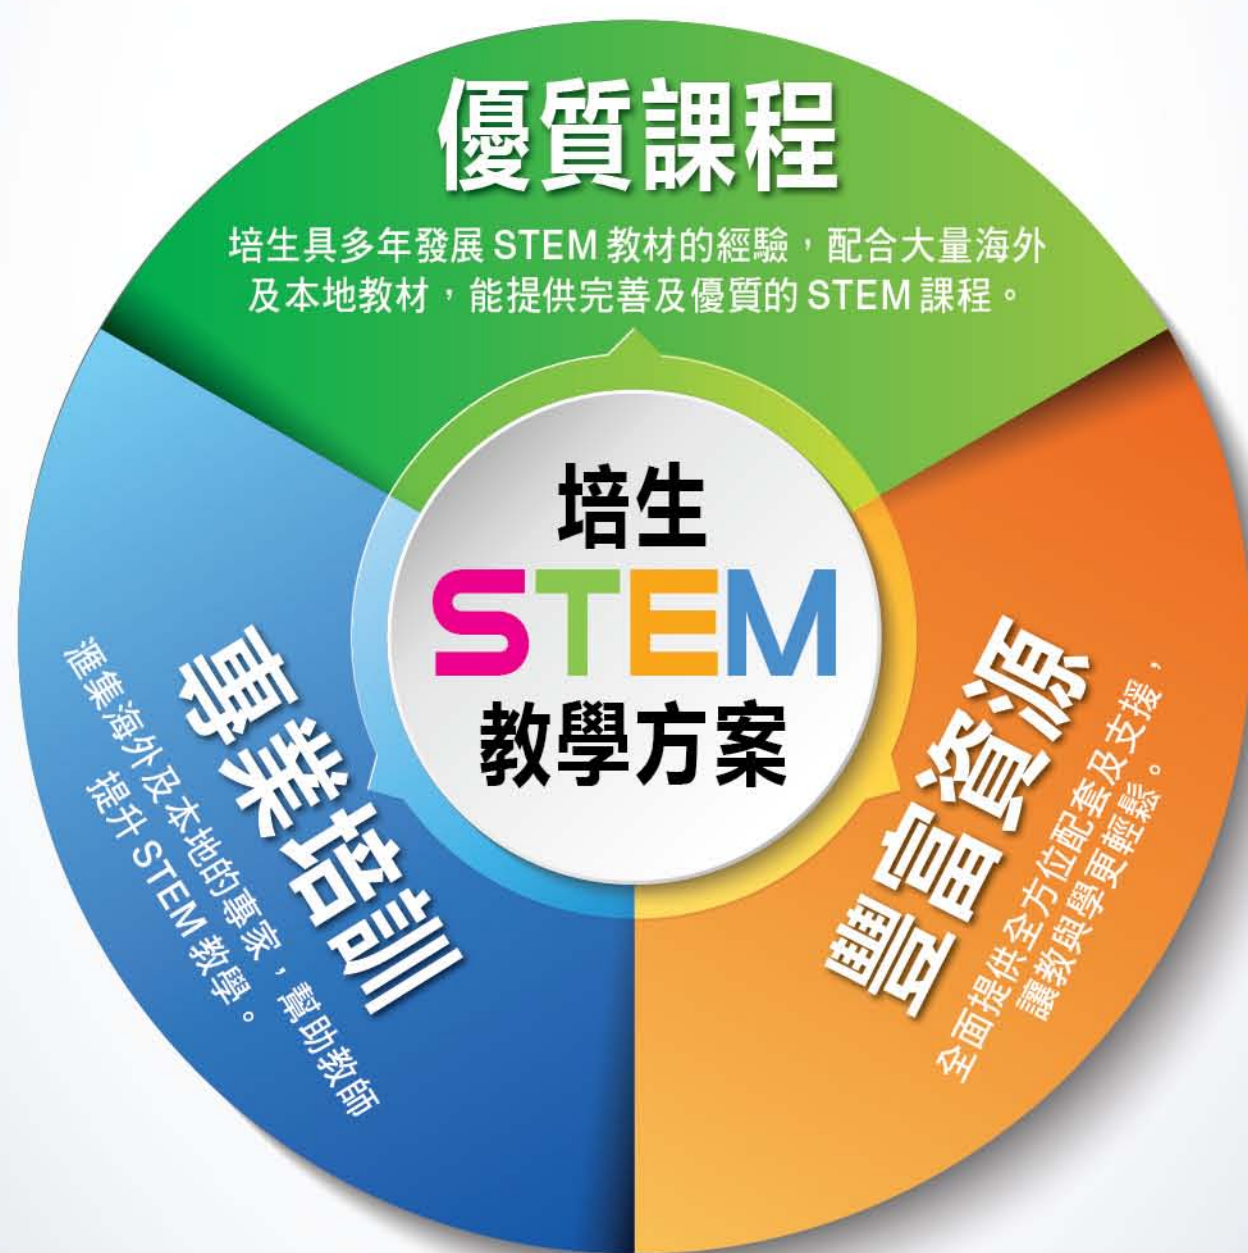 優質課程
培生具多年發展 STEM 教材的經驗，配合大量海外
及本地教材，能提供完善及優質的 STEM 課程。
培生
STEM
教學方案
專業培訓
滙集海外及本地的專家，幫助教師
提升 STEM 教學。
豐富資源
全面提供全方位配套及支援，
讓教與學更輕鬆。